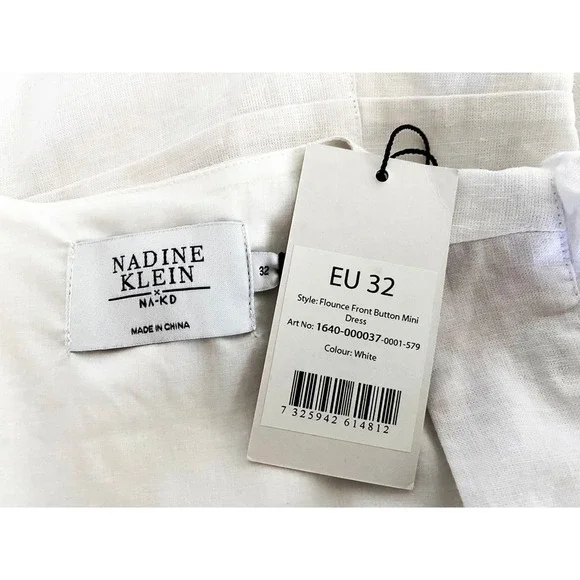 NADINE
KLEIN
×
NA-KD
MADE IN CHINA
32
EU 32
Style: Flounce Front Button Mini
Dress
Art No: 1640-000037-0001-579
Colour: White
7 325942 614812